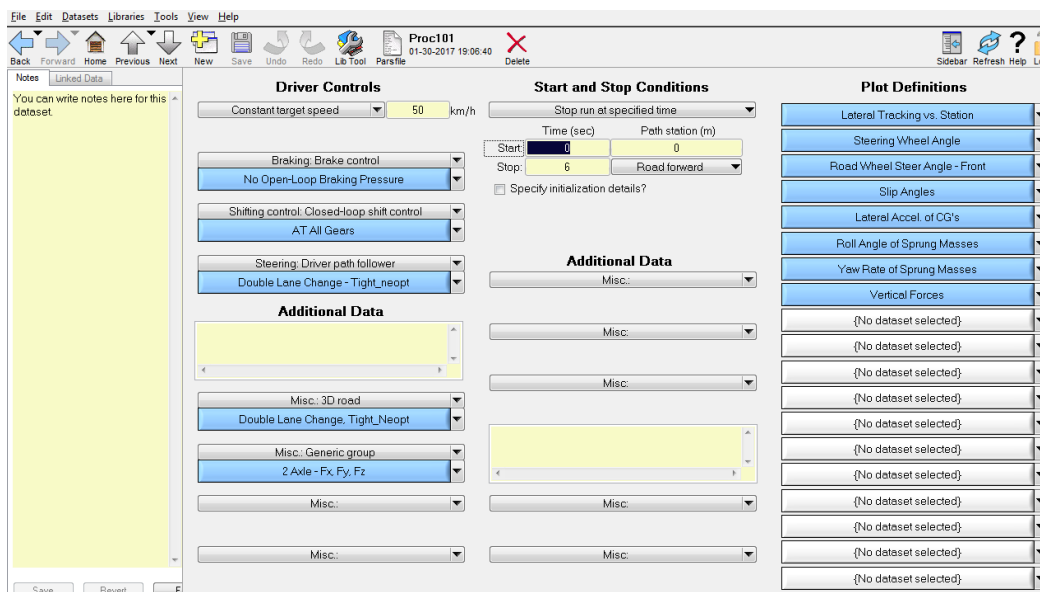 File Edit Datasets Libraries Tools View Help
Back Forward Home Previous Next New Save Undo Redo Lib Tool Parsfile
Proc101
01-30-2017 19:06:40
Delete
Sidebar Refresh Help
Notes Linked Data
You can write notes here for this
dataset.
Save Revert
Driver Controls
Constant target speed 50 km/h
Braking: Brake control
No Open-Loop Braking Pressure
Shifting control: Closed-loop shift control
AT All Gears
Steering: Driver path follower
Double Lane Change - Tight_neopt
Additional Data
Misc.: 3D road
Double Lane Change, Tight_Neopt
Misc.: Generic group
2 Axle - Fx, Fy, Fz
Misc.:
Misc.:
Start and Stop Conditions
Stop run at specified time
Time (sec) Path station (m)
Start: 0 0
Stop: 6 Road forward
Specify initialization details?
Additional Data
Misc.:
Misc:
Misc:
Misc:
Misc:
Plot Definitions
Lateral Tracking vs. Station
Steering Wheel Angle
Road Wheel Steer Angle - Front
Slip Angles
Lateral Accel. of CG's
Roll Angle of Sprung Masses
Yaw Rate of Sprung Masses
Vertical Forces
{No dataset selected}
{No dataset selected}
{No dataset selected}
{No dataset selected}
{No dataset selected}
{No dataset selected}
{No dataset selected}
{No dataset selected}
{No dataset selected}
{No dataset selected}
{No dataset selected}